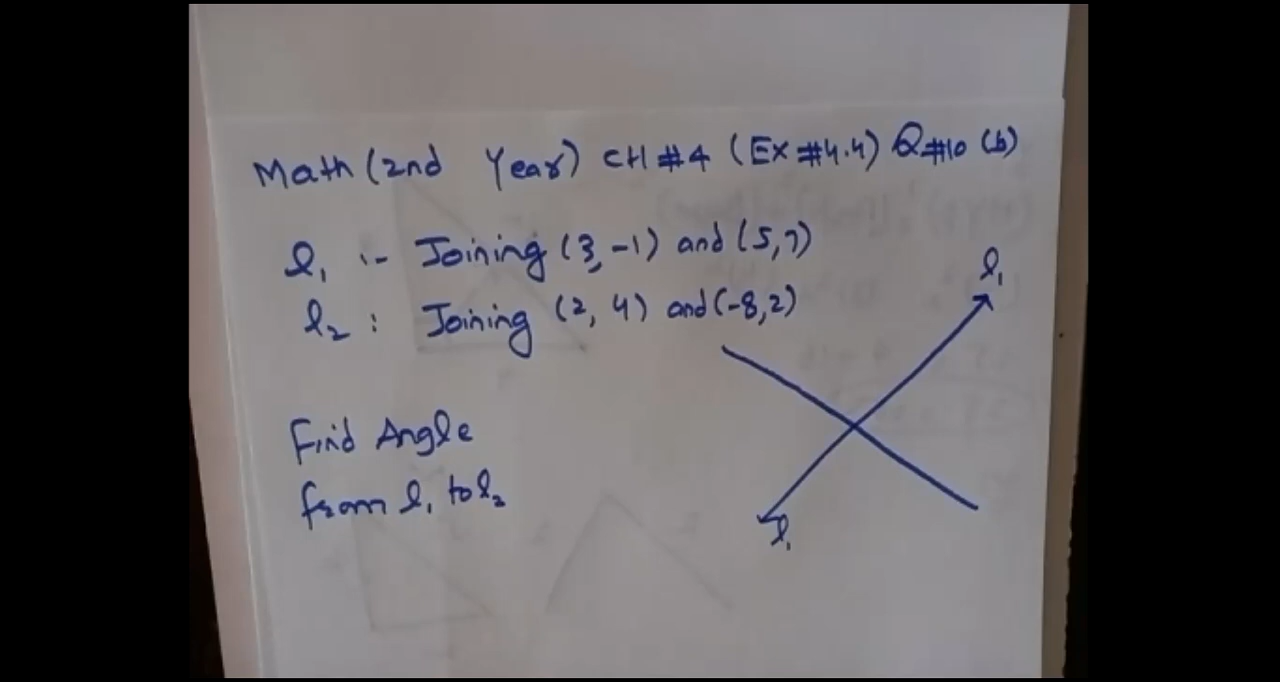 Math (2nd Year) CH #4 (EX #4.4) Q#10 (b)
l₁ :- Joining (3,-1) and (5,7)
l₂ : Joining (2, 4) and (-8,2)
l₁
Find Angle
from l₁ to l₂
l₁